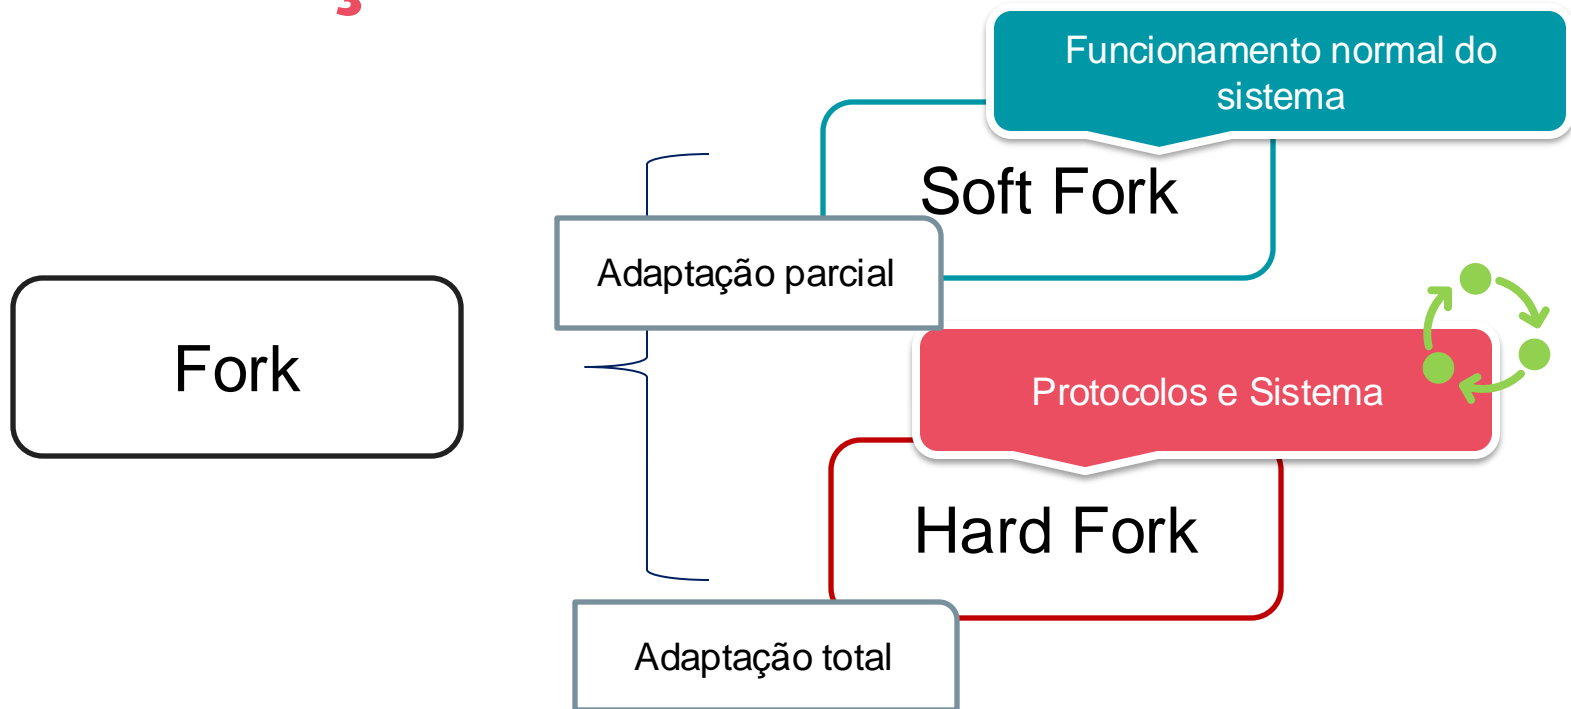 Funcionamento normal do
sistema
Soft Fork
Adaptação parcial
Fork
Protocolos e Sistema
Hard Fork
Adaptação total